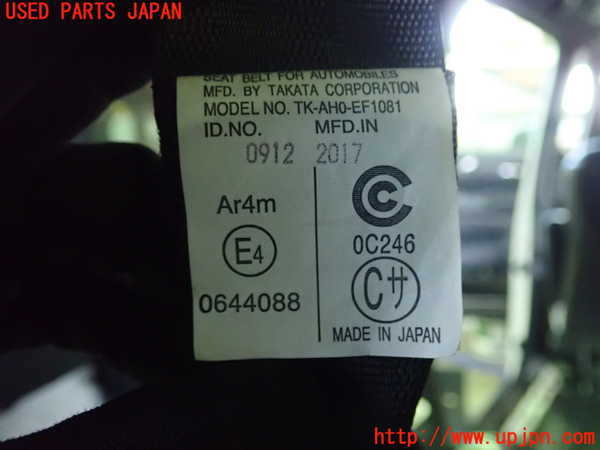 USED PARTS JAPAN
SEAT BELT FOR AUTOMOBILES
MFD. BY TAKATA CORPORATION
MODEL NO. TK-AH0-EF1081
ID.NO. MFD.IN
0912 2017
Ar4m
E4
0C246
0644088
Cサ
MADE IN JAPAN
http://www.upjpn.com/